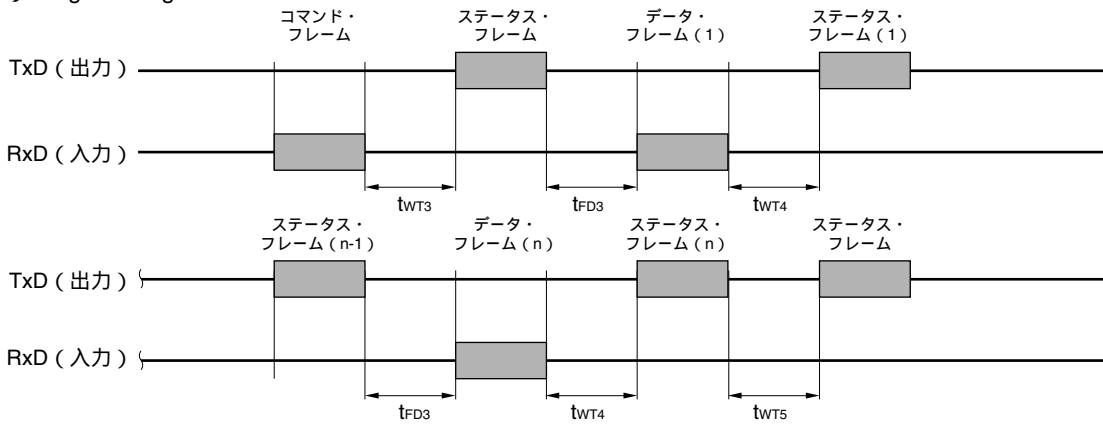 コマンド・
フレーム
ステータス・
フレーム
データ・
フレーム(1)
ステータス・
フレーム(1)
TxD(出力)
RxD(入力)
tWT3
tFD3
tWT4
ステータス・
フレーム(n-1)
データ・
フレーム(n)
ステータス・
フレーム(n)
ステータス・
フレーム
TxD(出力)
RxD(入力)
tFD3
tWT4
tWT5